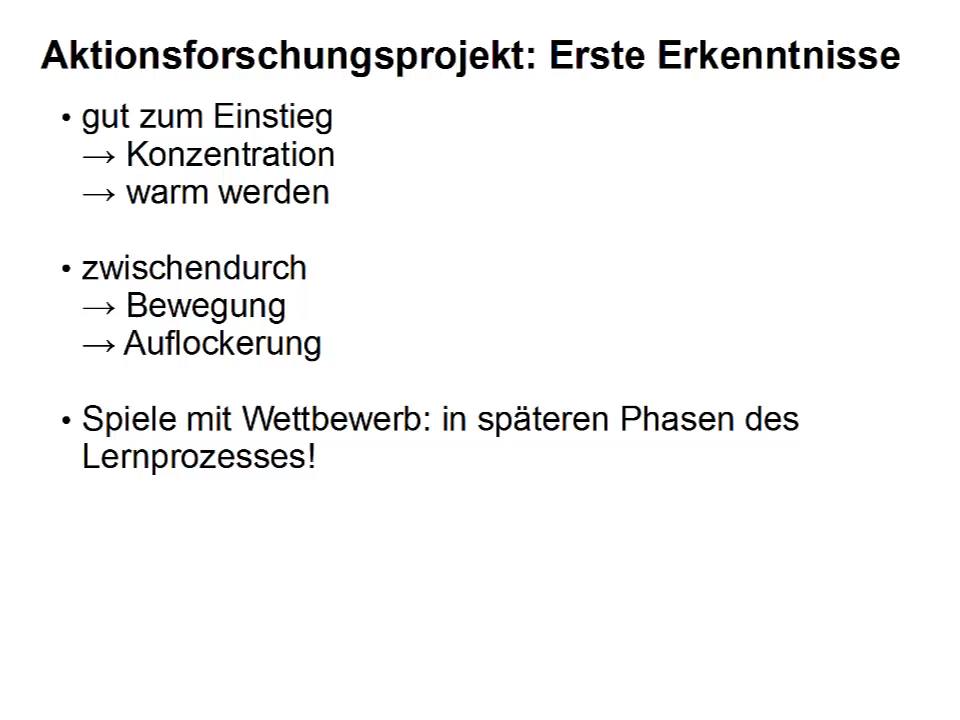 Aktionsforschungsprojekt: Erste Erkenntnisse
• gut zum Einstieg
→ Konzentration
→ warm werden
• zwischendurch
→ Bewegung
→ Auflockerung
• Spiele mit Wettbewerb: in späteren Phasen des
Lernprozesses!